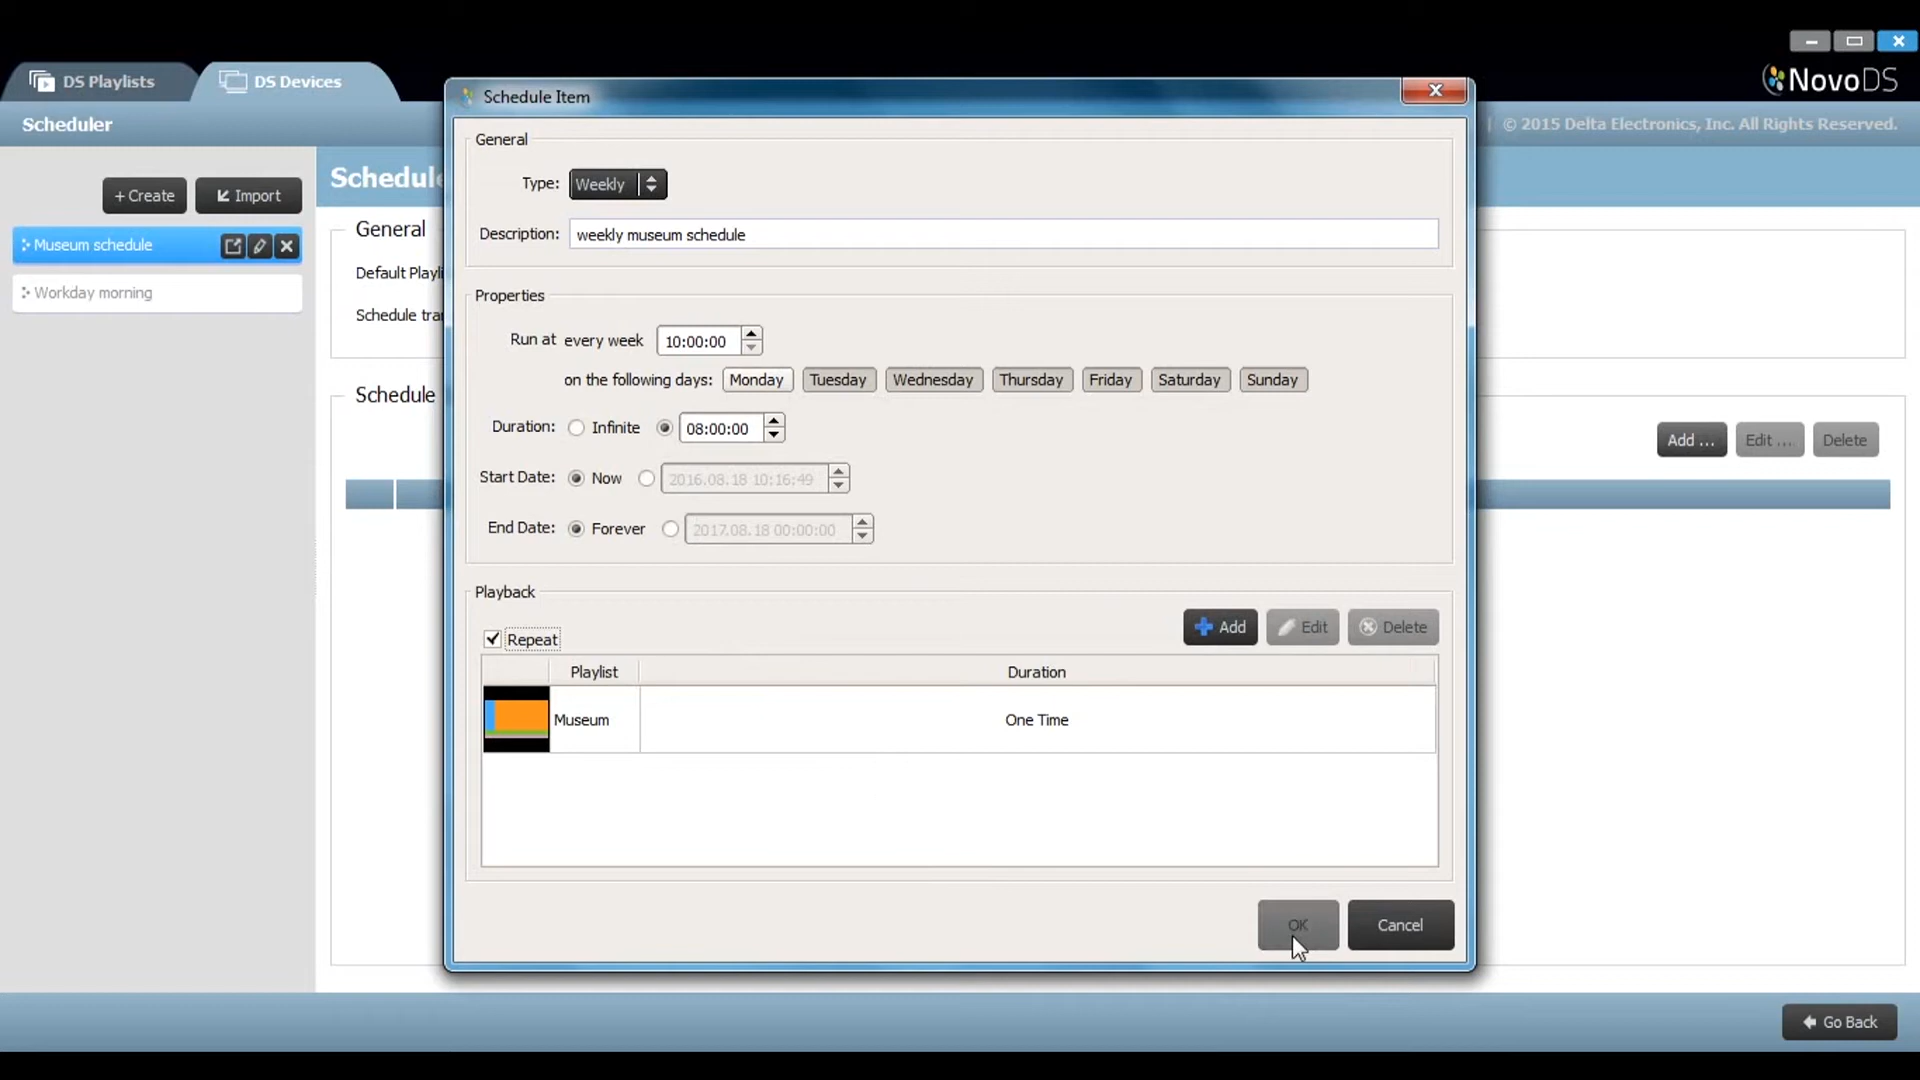 DS Playlists
DS Devices
NovoDS
Scheduler
| © 2015 Delta Electronics, Inc. All Rights Reserved.
+ Create
Import
Museum schedule
Workday morning
Schedule
General
Default Playli
Schedule tra
Schedule
Add ...
Edit ...
Delete
Schedule Item
General
Type: Weekly
Description: weekly museum schedule
Properties
Run at every week 10:00:00
on the following days: Monday Tuesday Wednesday Thursday Friday Saturday Sunday
Duration: Infinite 08:00:00
Start Date: Now 2016.08.18 10:16:49
End Date: Forever 2017.08.18 00:00:00
Playback
Repeat
Add
Edit
Delete
Playlist Duration
Museum One Time
OK
Cancel
Go Back